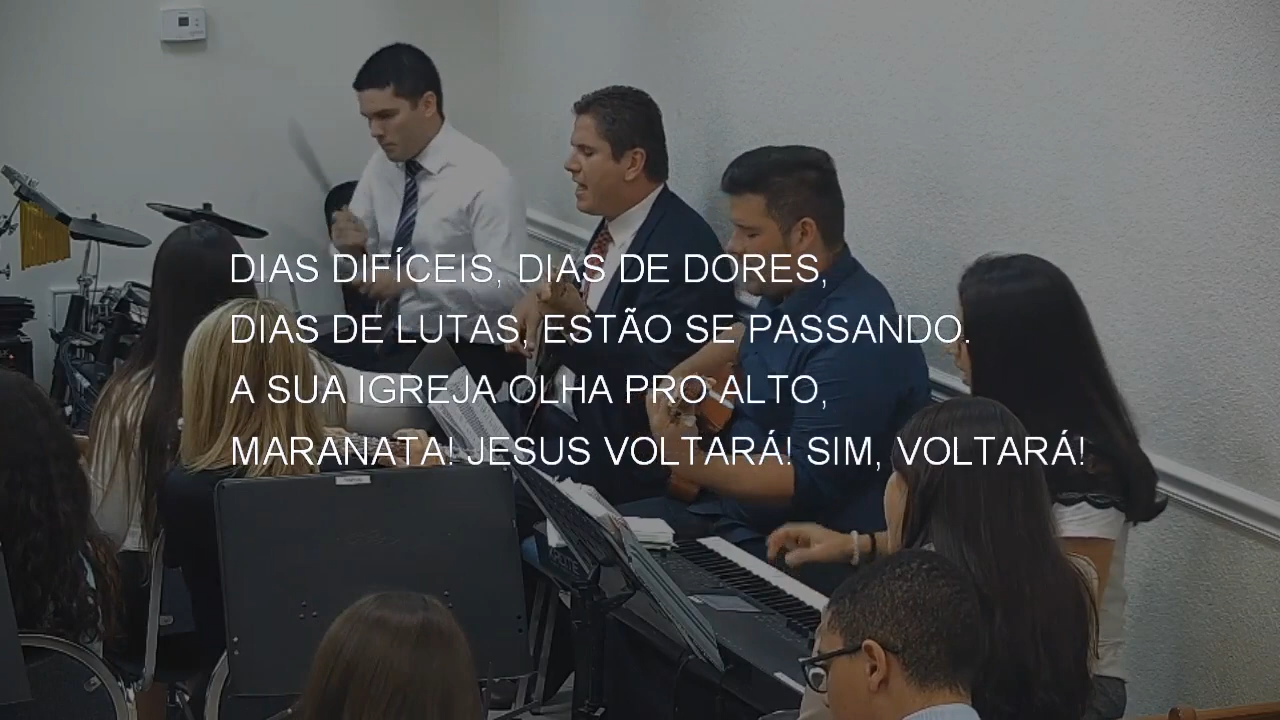 DIAS DIFÍCEIS, DIAS DE DORES,
DIAS DE LUTAS, ESTÃO SE PASSANDO.
A SUA IGREJA OLHA PRO ALTO,
MARANATA! JESUS VOLTARÁ! SIM, VOLTARÁ!